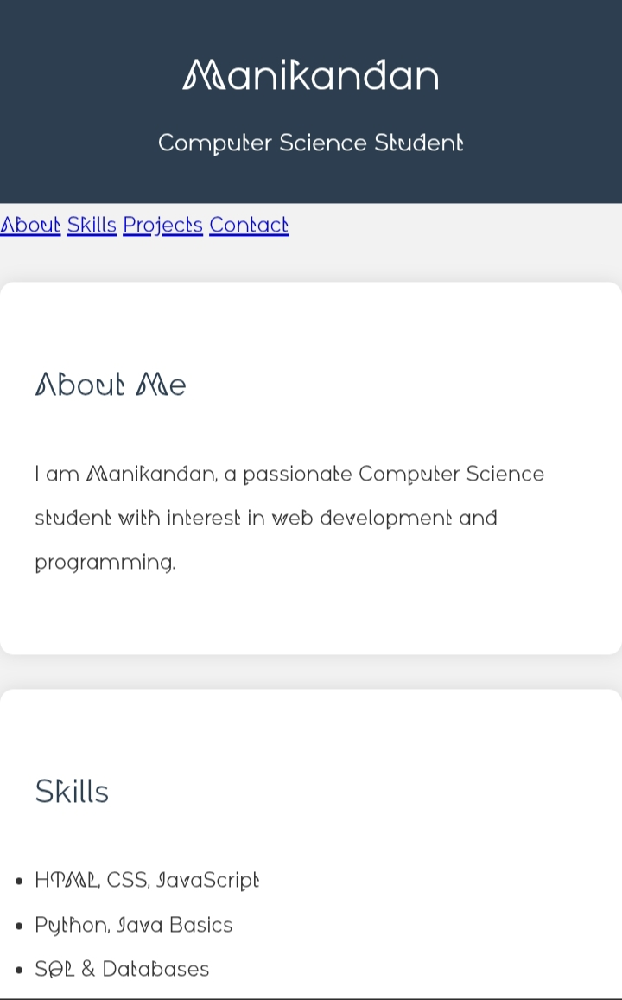 Manikandan
Computer Science Student
About Skills Projects Contact
About Me
I am Manikandan, a passionate Computer Science
student with interest in web development and
programming.
Skills
HTML, CSS, JavaScript
Python, Java Basics
SQL & Databases